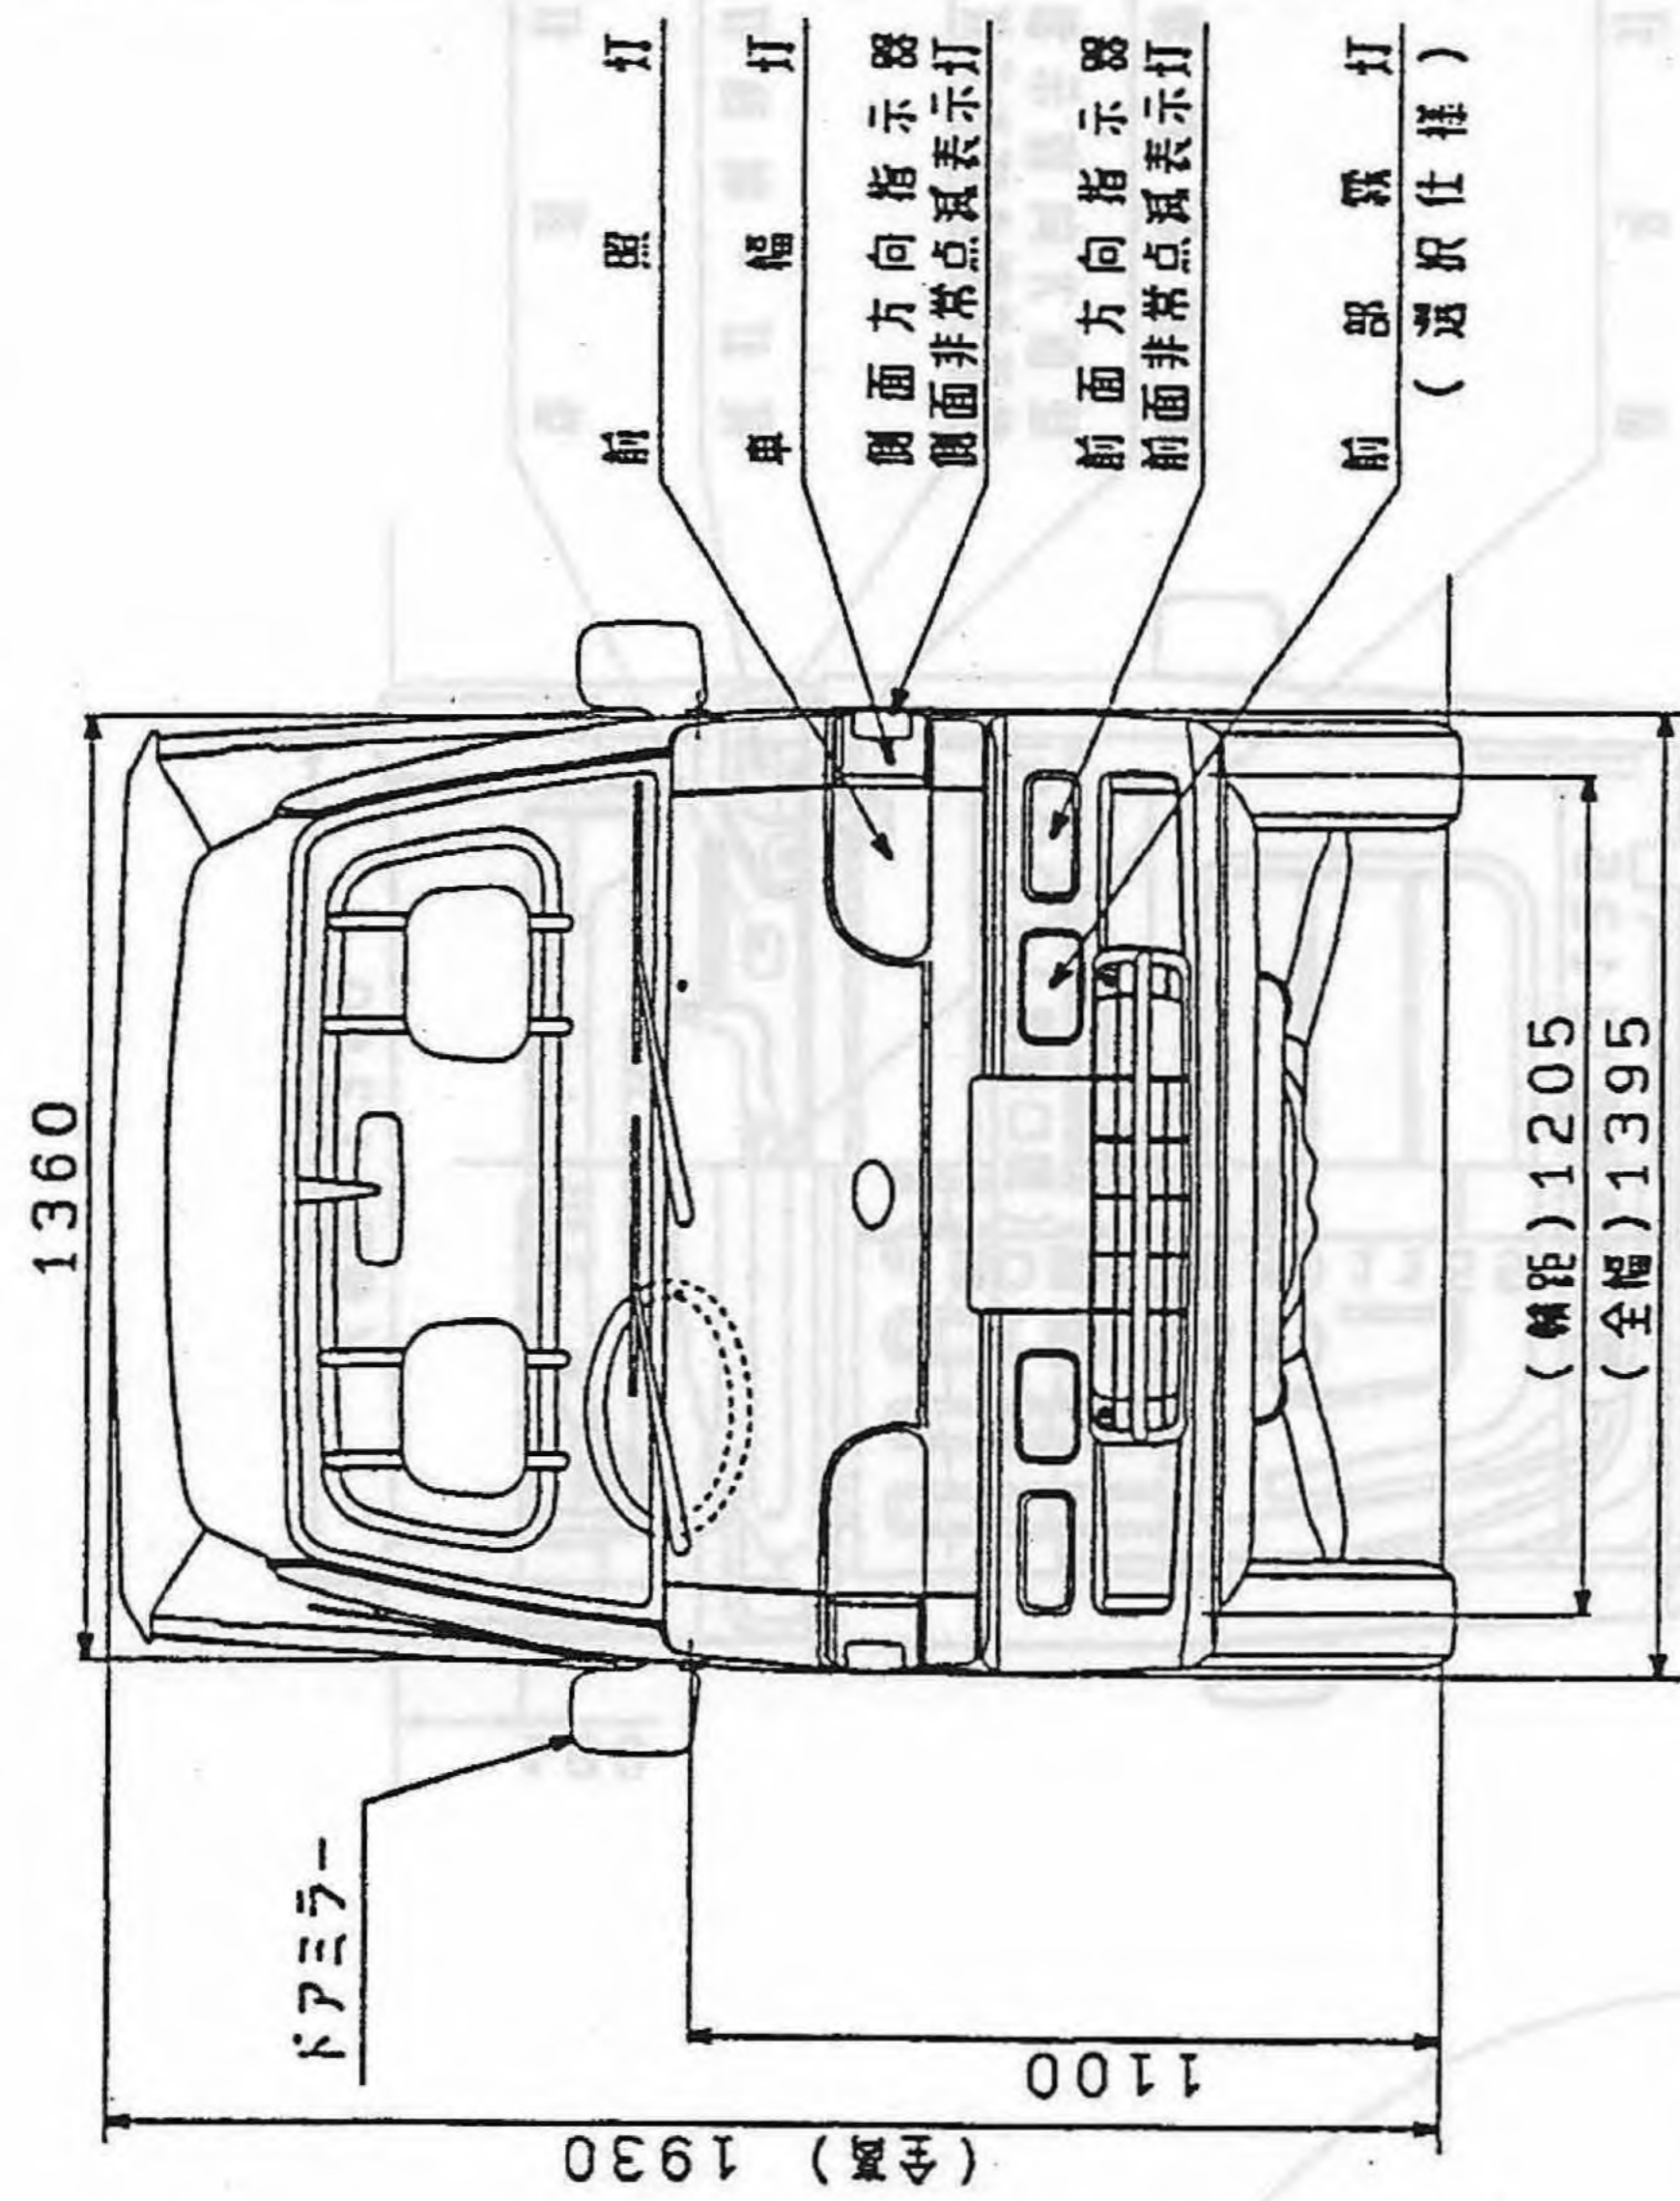 1360
ドアミラー
前照灯
車幅灯
側面方向指示器
側面非常点滅表示灯
前面方向指示器
前面非常点滅表示灯
前部霧灯
(選択仕様)
(全高) 1930
1100
(輪距) 1205
(全幅) 1395